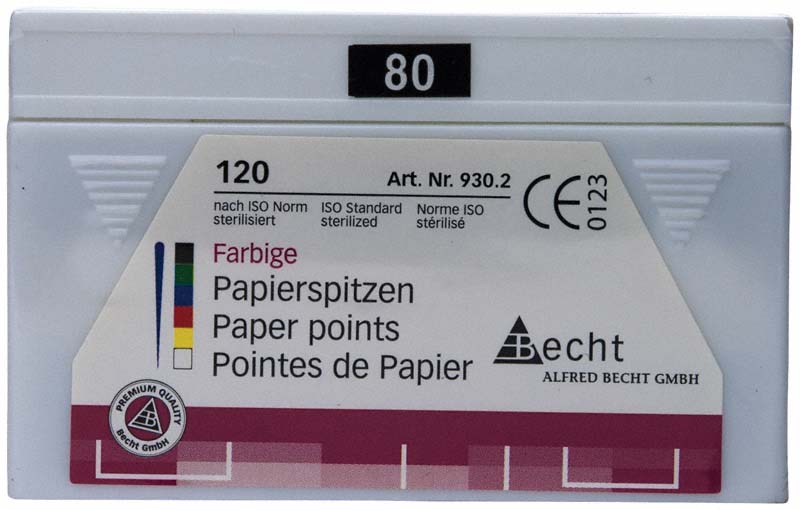 80
120
Art. Nr. 930.2
nach ISO Norm
sterilisiert
ISO Standard
sterilized
Norme ISO
stérilisé
CE 0123
Farbige
Papierspitzen
Paper points
Pointes de Papier
Becht
ALFRED BECHT GMBH
PREMIUM QUALITY
B
Becht GmbH